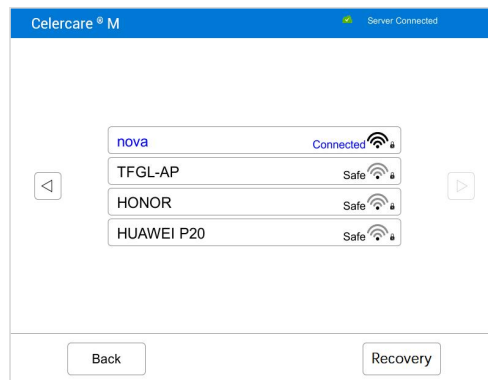 Celercare ® M
Server Connected
nova Connected
TFGL-AP Safe
HONOR Safe
HUAWEI P20 Safe
Back
Recovery